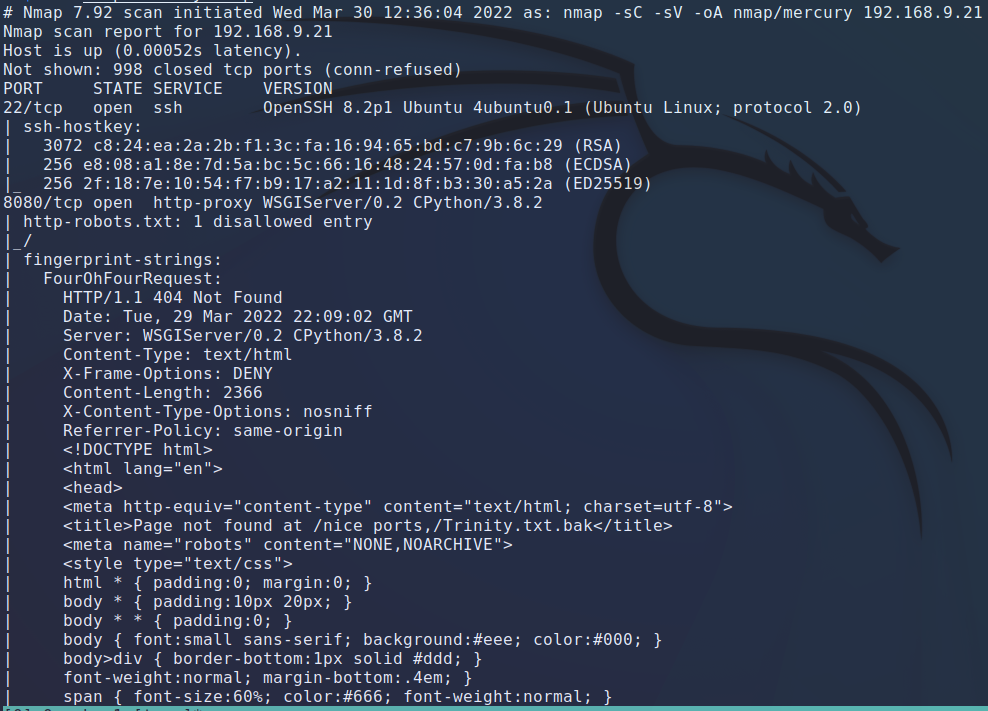 # Nmap 7.92 scan initiated Wed Mar 30 12:36:04 2022 as: nmap -sC -sV -oA nmap/mercury 192.168.9.21
Nmap scan report for 192.168.9.21
Host is up (0.00052s latency).
Not shown: 998 closed tcp ports (conn-refused)
PORT     STATE SERVICE    VERSION
22/tcp   open  ssh        OpenSSH 8.2p1 Ubuntu 4ubuntu0.1 (Ubuntu Linux; protocol 2.0)
| ssh-hostkey:
|   3072 c8:24:ea:2a:2b:f1:3c:fa:16:94:65:bd:c7:9b:6c:29 (RSA)
|   256 e8:08:a1:8e:7d:5a:bc:5c:66:16:48:24:57:0d:fa:b8 (ECDSA)
|_  256 2f:18:7e:10:54:f7:b9:17:a2:11:1d:8f:b3:30:a5:2a (ED25519)
8080/tcp open  http-proxy WSGIServer/0.2 CPython/3.8.2
| http-robots.txt: 1 disallowed entry
|_/
| fingerprint-strings:
|   FourOhFourRequest:
|     HTTP/1.1 404 Not Found
|     Date: Tue, 29 Mar 2022 22:09:02 GMT
|     Server: WSGIServer/0.2 CPython/3.8.2
|     Content-Type: text/html
|     X-Frame-Options: DENY
|     Content-Length: 2366
|     X-Content-Type-Options: nosniff
|     Referrer-Policy: same-origin
|     <!DOCTYPE html>
|     <html lang="en">
|     <head>
|     <meta http-equiv="content-type" content="text/html; charset=utf-8">
|     <title>Page not found at /nice ports,/Trinity.txt.bak</title>
|     <meta name="robots" content="NONE,NOARCHIVE">
|     <style type="text/css">
|     html * { padding:0; margin:0; }
|     body * { padding:10px 20px; }
|     body * * { padding:0; }
|     body { font:small sans-serif; background:#eee; color:#000; }
|     body>div { border-bottom:1px solid #ddd; }
|     font-weight:normal; margin-bottom:.4em; }
|     span { font-size:60%; color:#666; font-weight:normal; }